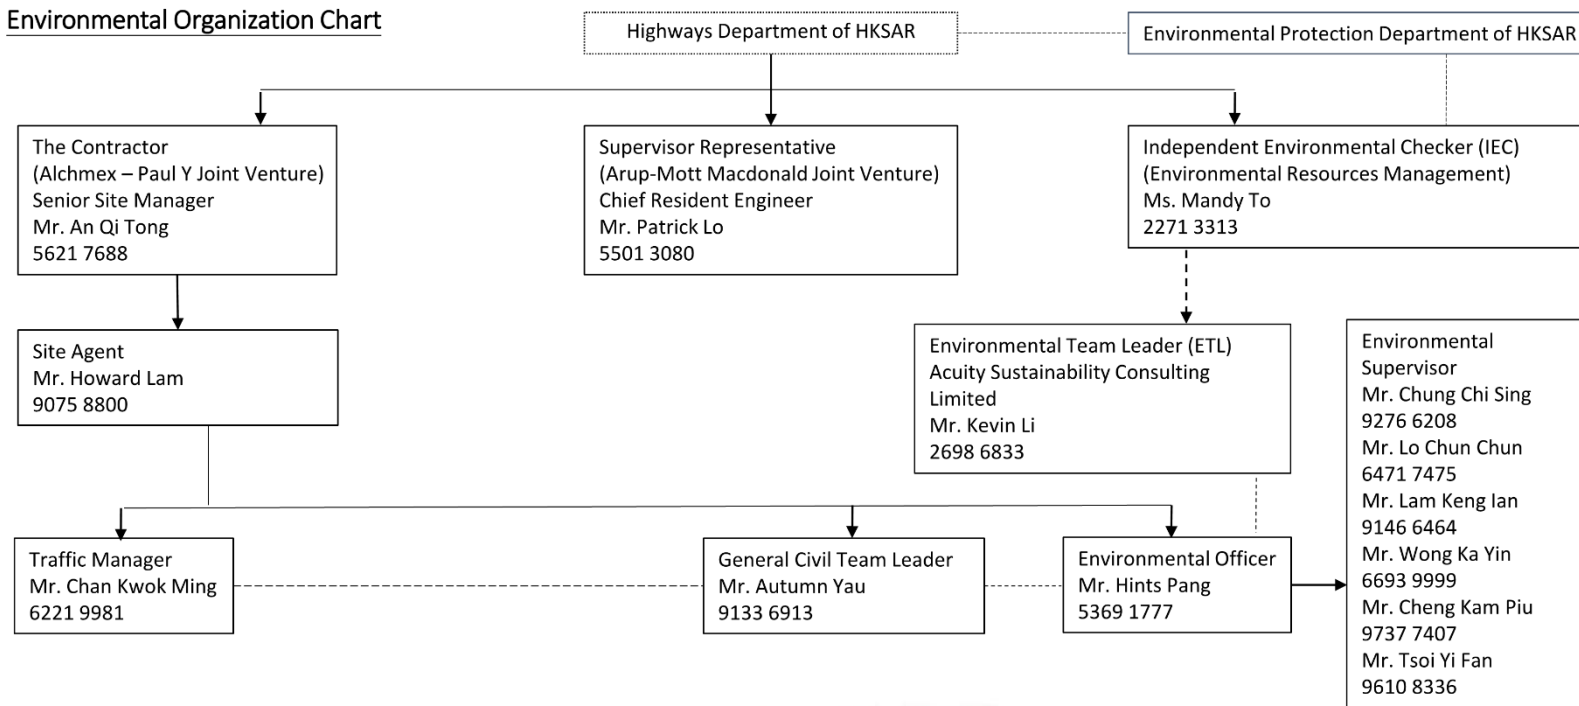 Environmental Organization Chart
Highways Department of HKSAR
Environmental Protection Department of HKSAR
The Contractor
(Alchmex – Paul Y Joint Venture)
Senior Site Manager
Mr. An Qi Tong
5621 7688
Supervisor Representative
(Arup-Mott Macdonald Joint Venture)
Chief Resident Engineer
Mr. Patrick Lo
5501 3080
Independent Environmental Checker (IEC)
(Environmental Resources Management)
Ms. Mandy To
2271 3313
Site Agent
Mr. Howard Lam
9075 8800
Environmental Team Leader (ETL)
Acuity Sustainability Consulting
Limited
Mr. Kevin Li
2698 6833
Traffic Manager
Mr. Chan Kwok Ming
6221 9981
General Civil Team Leader
Mr. Autumn Yau
9133 6913
Environmental Officer
Mr. Hints Pang
5369 1777
Environmental
Supervisor
Mr. Chung Chi Sing
9276 6208
Mr. Lo Chun Chun
6471 7475
Mr. Lam Keng Ian
9146 6464
Mr. Wong Ka Yin
6693 9999
Mr. Cheng Kam Piu
9737 7407
Mr. Tsoi Yi Fan
9610 8336